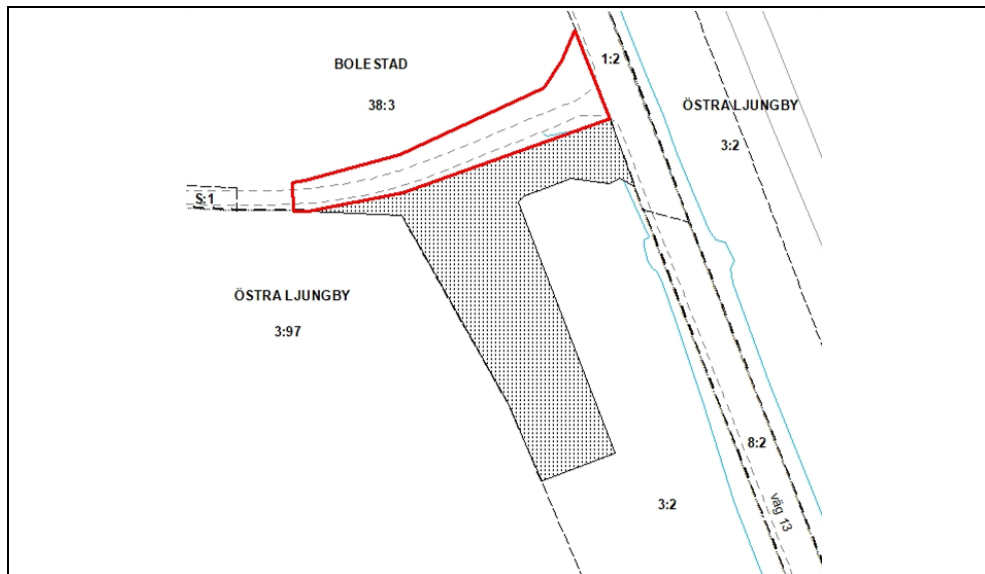 BOLESTAD
38:3
1:2
ÖSTRA LJUNGBY
3:2
S:1
ÖSTRA LJUNGBY
3:97
8:2
3:2
väg 13